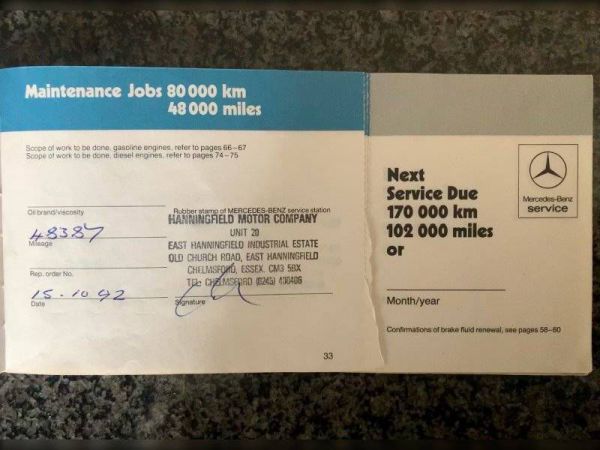 Maintenance Jobs 80 000 km
48 000 miles
Scope of work to be done, gasoline engines, refer to pages 66–67
Scope of work to be done, diesel engines, refer to pages 74–75
Oil brand/viscosity
Rubber stamp of MERCEDES-BENZ service station
HANNINGFIELD MOTOR COMPANY
UNIT 20
EAST HANNINGFIELD INDUSTRIAL ESTATE
OLD CHURCH ROAD, EAST HANNINGFIELD
CHELMSFORD, ESSEX. CM3 5BX
TEL: CHELMSFORD (0245)
48387
Mileage
Rep. order No.
15.10 92
Date
Signature
33
Next
Service Due
170 000 km
102 000 miles
or
Month/year
Confirmations of brake fluid renewal, see pages 58–60
Mercedes-Benz
service